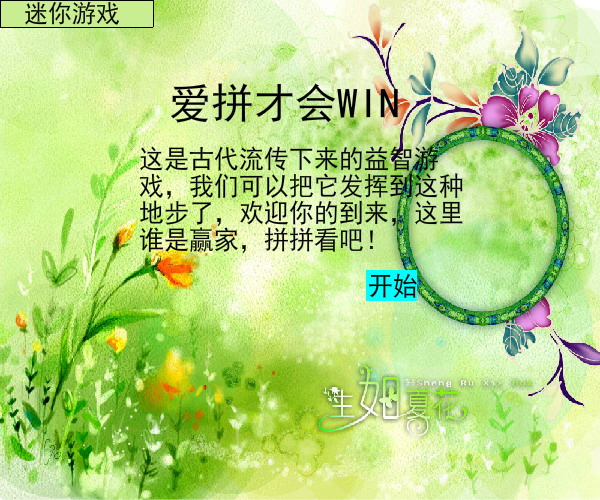 迷你游戏
爱拼才会WIN
这是古代流传下来的益智游
戏，我们可以把它发挥到这种
地步了，欢迎你的到来，这里
谁是赢家，拼拼看吧！
开始
生如夏花